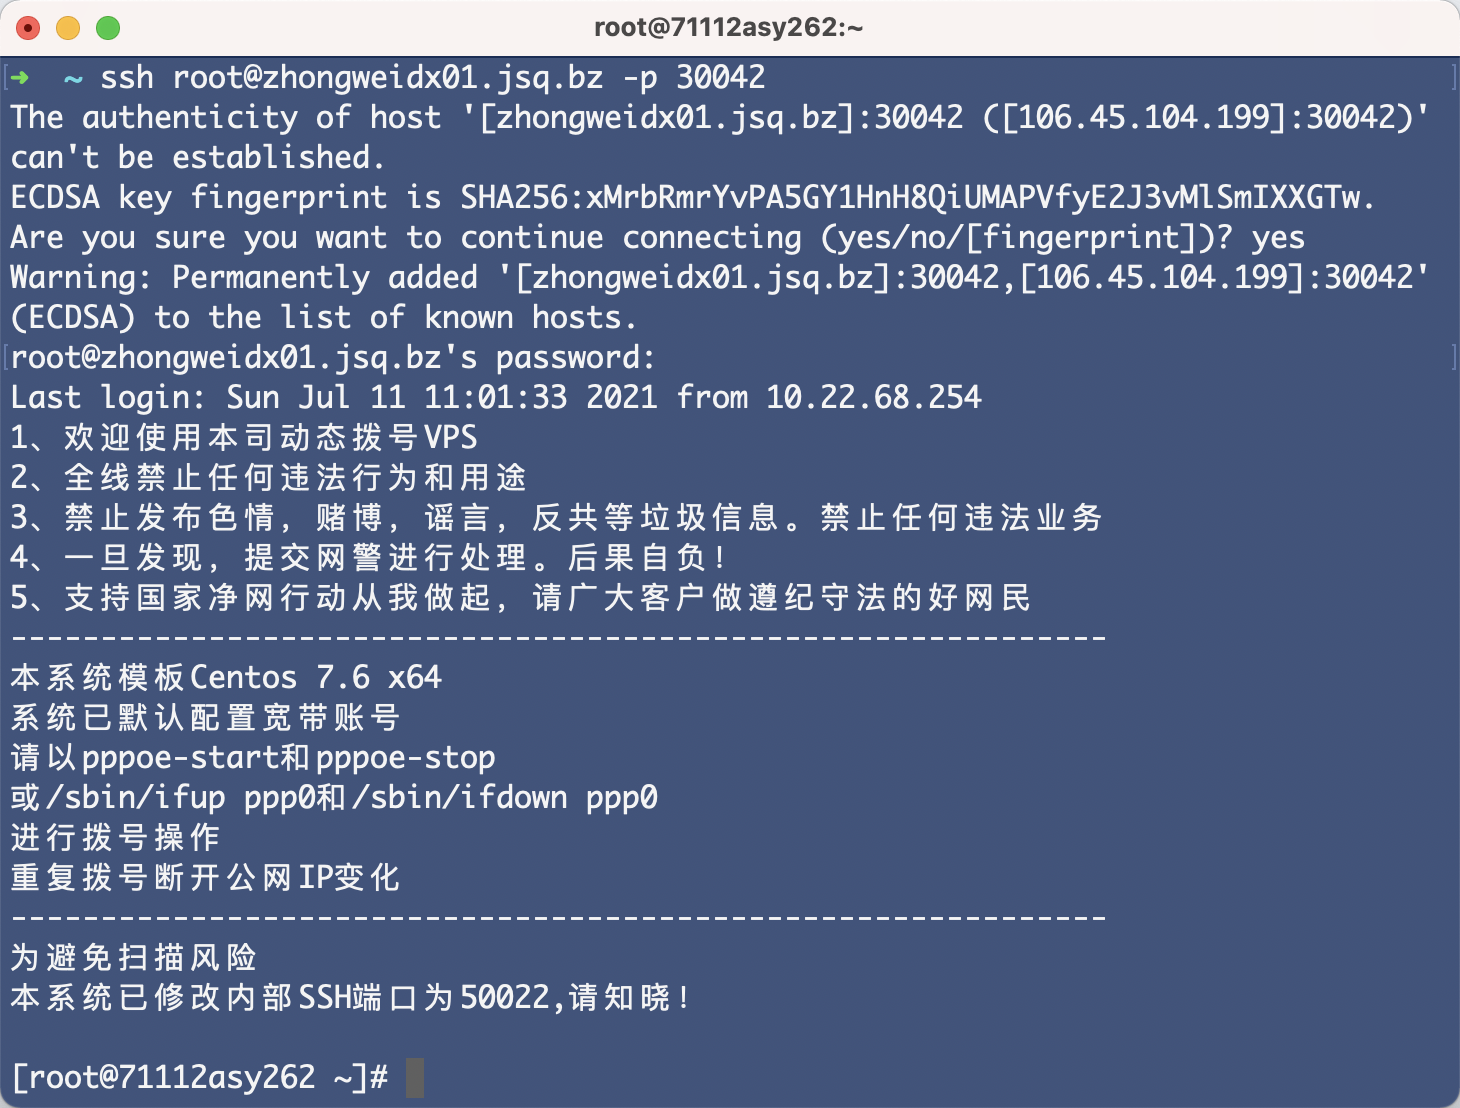 root@71112asy262:~
➜  ~ ssh root@zhongweidx01.jsq.bz -p 30042
The authenticity of host '[zhongweidx01.jsq.bz]:30042 ([106.45.104.199]:30042)'
can't be established.
ECDSA key fingerprint is SHA256:xMrbRmrYvPA5GY1HnH8QiUMAPVfyE2J3vMlSmIXXGTw.
Are you sure you want to continue connecting (yes/no/[fingerprint])? yes
Warning: Permanently added '[zhongweidx01.jsq.bz]:30042,[106.45.104.199]:30042'
(ECDSA) to the list of known hosts.
root@zhongweidx01.jsq.bz's password:
Last login: Sun Jul 11 11:01:33 2021 from 10.22.68.254
1、欢迎使用本司动态拨号VPS
2、全线禁止任何违法行为和用途
3、禁止发布色情，赌博，谣言，反共等垃圾信息。禁止任何违法业务
4、一旦发现，提交网警进行处理。后果自负！
5、支持国家净网行动从我做起，请广大客户做遵纪守法的好网民
-------------------------------------------------------------
本系统模板Centos 7.6 x64
系统已默认配置宽带账号
请以pppoe-start和pppoe-stop
或/sbin/ifup ppp0和/sbin/ifdown ppp0
进行拨号操作
重复拨号断开公网IP变化
-------------------------------------------------------------
为避免扫描风险
本系统已修改内部SSH端口为50022,请知晓！
[root@71112asy262 ~]#